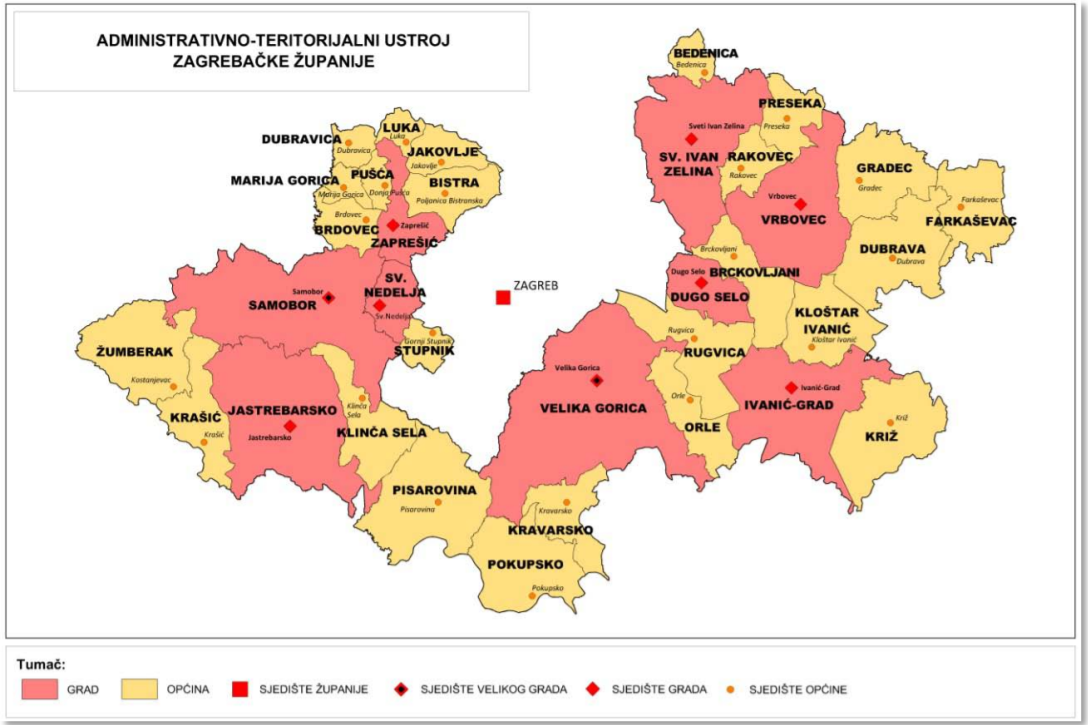 ADMINISTRATIVNO-TERITORIJALNI USTROJ
ZAGREBAČKE ŽUPANIJE
BEDENICA
Bedenica
PRESEKA
Preseka
Sveti Ivan Zelina
SV. IVAN
ZELINA
RAKOVEC
Rakovec
GRADEC
Gradec
Vrbovec
VRBOVEC
Farkaševac
FARKAŠEVAC
DUBRAVA
Dubrava
LUKA
Luka
DUBRAVICA
Dubravica
JAKOVLJE
Jakovlje
PUŠĆA
Donja Pušća
MARIJA GORICA
Marija Gorica
BISTRA
Poljanica Bistranska
Brdovec
BRDOVEC
Zaprešić
ZAPREŠIĆ
Brckovljani
BRCKOVLJANI
Dugo Selo
DUGO SELO
SV.
NEDELJA
Sv.Nedelja
Samobor
SAMOBOR
ZAGREB
KLOŠTAR
IVANIĆ
Kloštar Ivanić
Gornji Stupnik
STUPNIK
Rugvica
RUGVICA
ŽUMBERAK
Kostanjevac
Velika Gorica
VELIKA GORICA
Ivanić-Grad
IVANIĆ-GRAD
Orle
ORLE
KRAŠIĆ
Krašić
JASTREBARSKO
Jastrebarsko
Klinča
Sela
KLINČA SELA
Križ
KRIŽ
PISAROVINA
Pisarovina
Kravarsko
KRAVARSKO
POKUPSKO
Pokupsko
Tumač:
GRAD
OPĆINA
SJEDIŠTE ŽUPANIJE
SJEDIŠTE VELIKOG GRADA
SJEDIŠTE GRADA
SJEDIŠTE OPĆINE